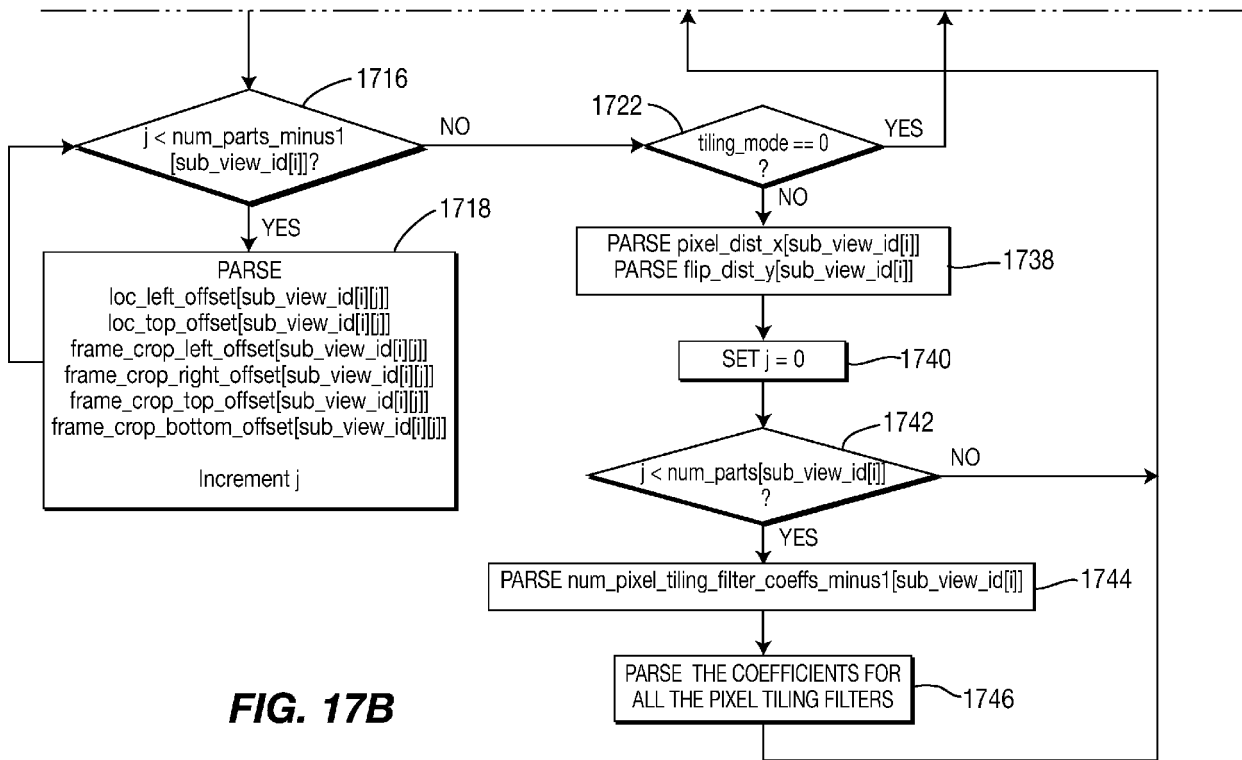 1716
j < num_parts_minus1
[sub_view_id[i]]?
NO
YES
1718
PARSE
loc_left_offset[sub_view_id[i][j]]
loc_top_offset[sub_view_id[i][j]]
frame_crop_left_offset[sub_view_id[i][j]]
frame_crop_right_offset[sub_view_id[i][j]]
frame_crop_top_offset[sub_view_id[i][j]]
frame_crop_bottom_offset[sub_view_id[i][j]]
Increment j
1722
tiling_mode == 0
?
YES
NO
PARSE pixel_dist_x[sub_view_id[i]]
PARSE flip_dist_y[sub_view_id[i]]
1738
SET j = 0
1740
1742
j < num_parts[sub_view_id[i]]
?
NO
YES
PARSE num_pixel_tiling_filter_coeffs_minus1[sub_view_id[i]]
1744
PARSE THE COEFFICIENTS FOR
ALL THE PIXEL TILING FILTERS
1746
FIG. 17B